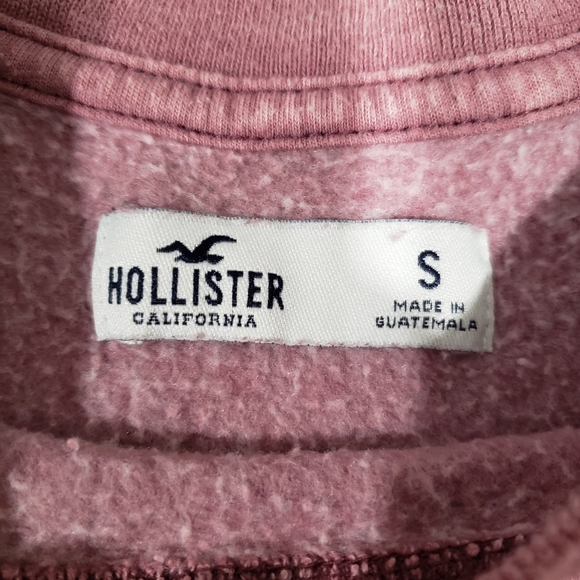 HOLLISTER
CALIFORNIA
S
MADE IN
GUATEMALA